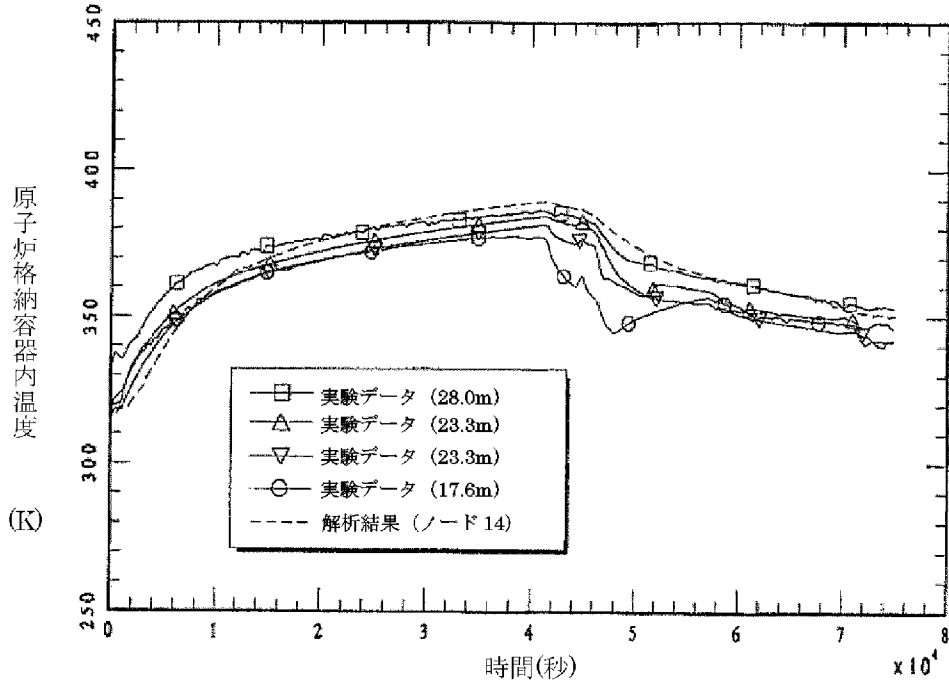 450
400
350
300
250
原子炉格納容器内温度
(K)
実験データ (28.0m)
実験データ (23.3m)
実験データ (23.3m)
実験データ (17.6m)
解析結果 (ノード 14)
0 1 2 3 4 5 6 7 8
時間(秒)
×10⁴